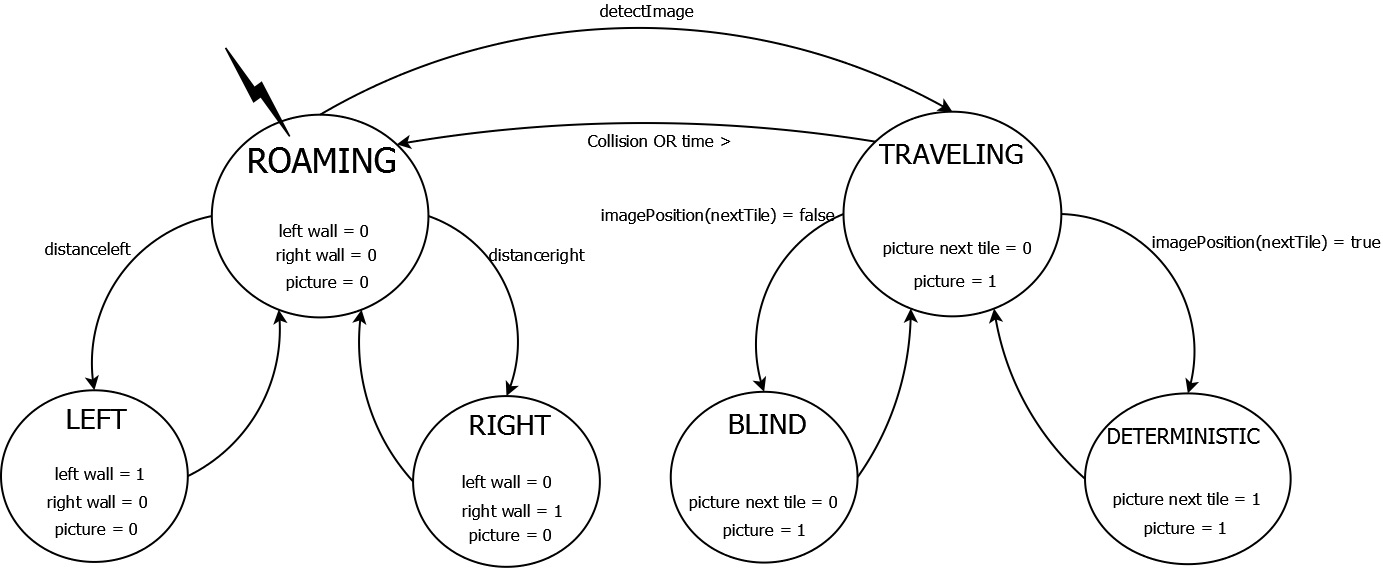 detectImage
Collision OR time >
ROAMING
left wall = 0
right wall = 0
picture = 0
TRAVELING
picture next tile = 0
picture = 1
distanceleft
distanceright
imagePosition(nextTile) = false
imagePosition(nextTile) = true
LEFT
left wall = 1
right wall = 0
picture = 0
RIGHT
left wall = 0
right wall = 1
picture = 0
BLIND
picture next tile = 0
picture = 1
DETERMINISTIC
picture next tile = 1
picture = 1